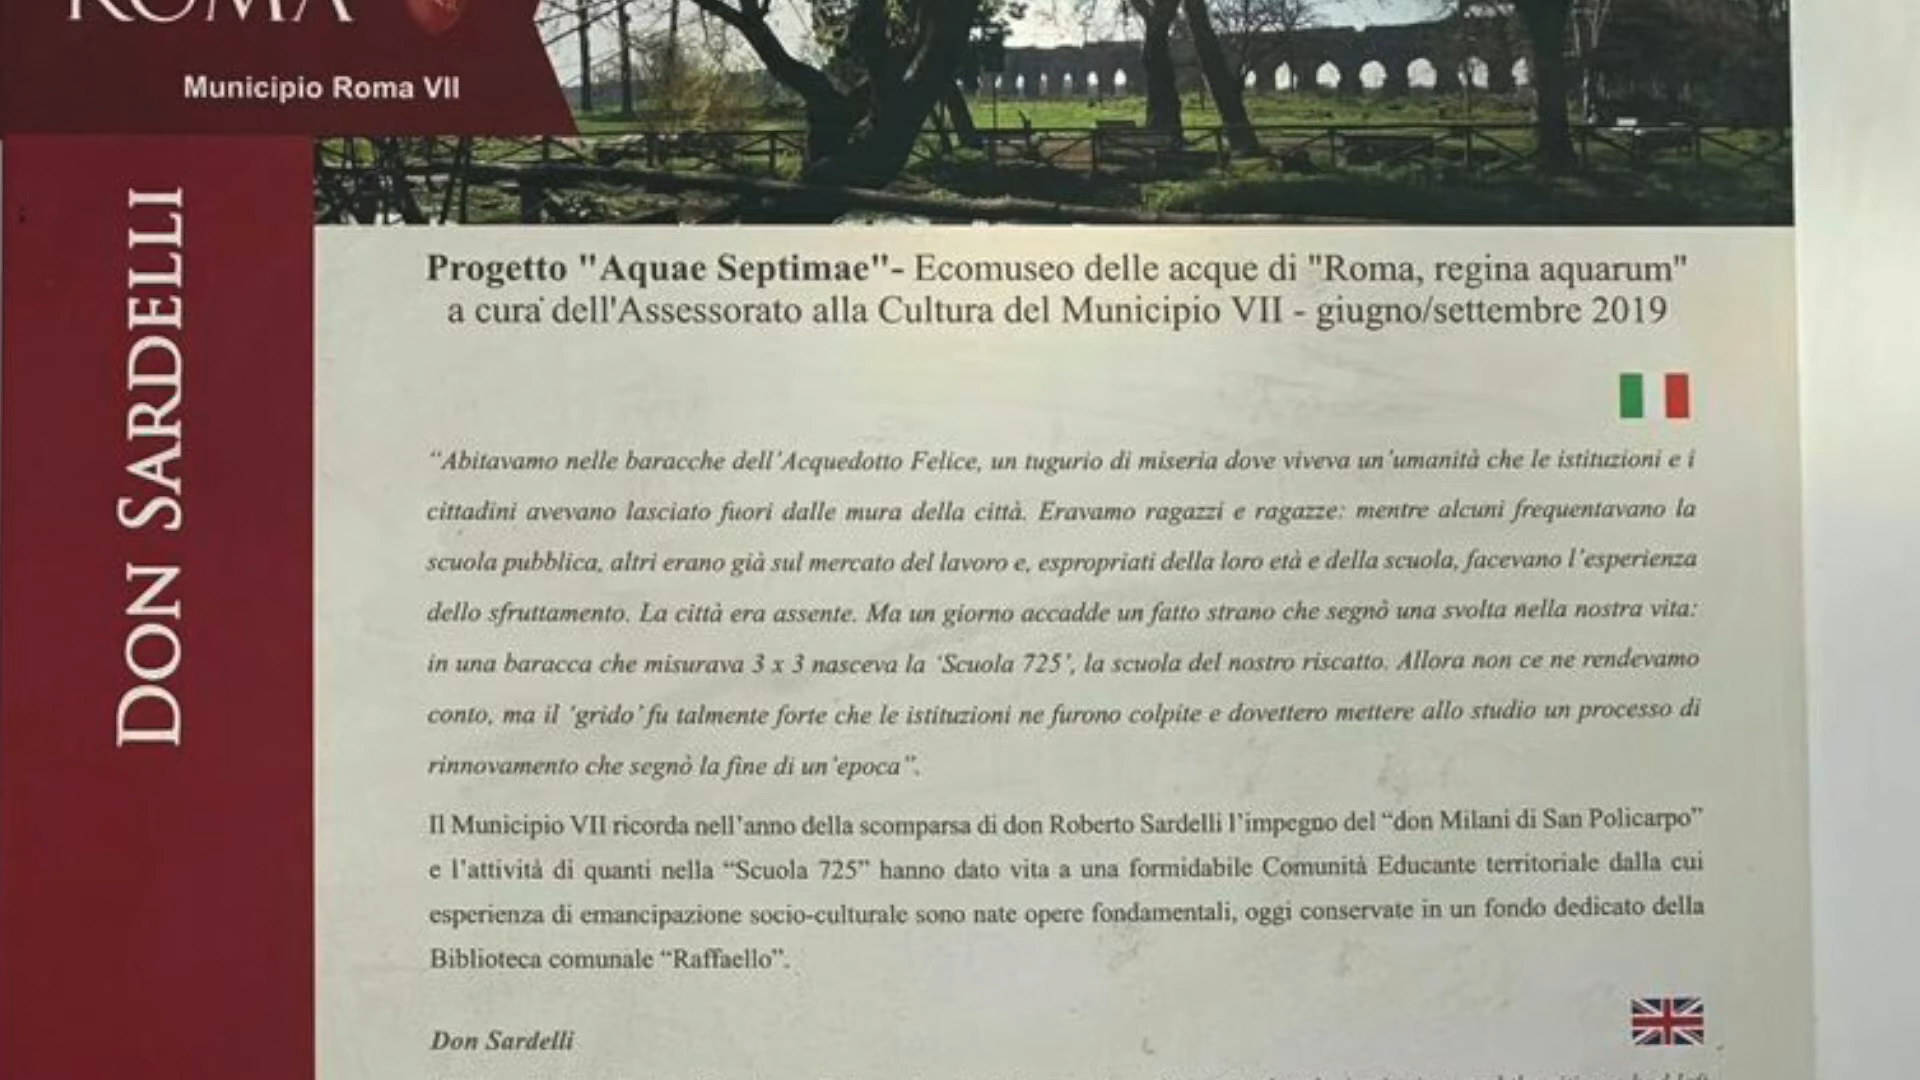 ROMA
Municipio Roma VII
DON SARDELLI
Progetto "Aquae Septimae"- Ecomuseo delle acque di "Roma, regina aquarum"
a cura dell'Assessorato alla Cultura del Municipio VII - giugno/settembre 2019
“Abitavamo nelle baracche dell’Acquedotto Felice, un tugurio di miseria dove viveva un’umanità che le istituzioni e i
cittadini avevano lasciato fuori dalle mura della città. Eravamo ragazzi e ragazze: mentre alcuni frequentavano la
scuola pubblica, altri erano già sul mercato del lavoro e, espropriati della loro età e della scuola, facevano l’esperienza
dello sfruttamento. La città era assente. Ma un giorno accadde un fatto strano che segnò una svolta nella nostra vita:
in una baracca che misurava 3 x 3 nasceva la ‘Scuola 725’, la scuola del nostro riscatto. Allora non ce ne rendevamo
conto, ma il ‘grido’ fu talmente forte che le istituzioni ne furono colpite e dovettero mettere allo studio un processo di
rinnovamento che segnò la fine di un’epoca”.
Il Municipio VII ricorda nell’anno della scomparsa di don Roberto Sardelli l’impegno del “don Milani di San Policarpo”
e l’attività di quanti nella “Scuola 725” hanno dato vita a una formidabile Comunità Educante territoriale dalla cui
esperienza di emancipazione socio-culturale sono nate opere fondamentali, oggi conservate in un fondo dedicato della
Biblioteca comunale “Raffaello”.
Don Sardelli